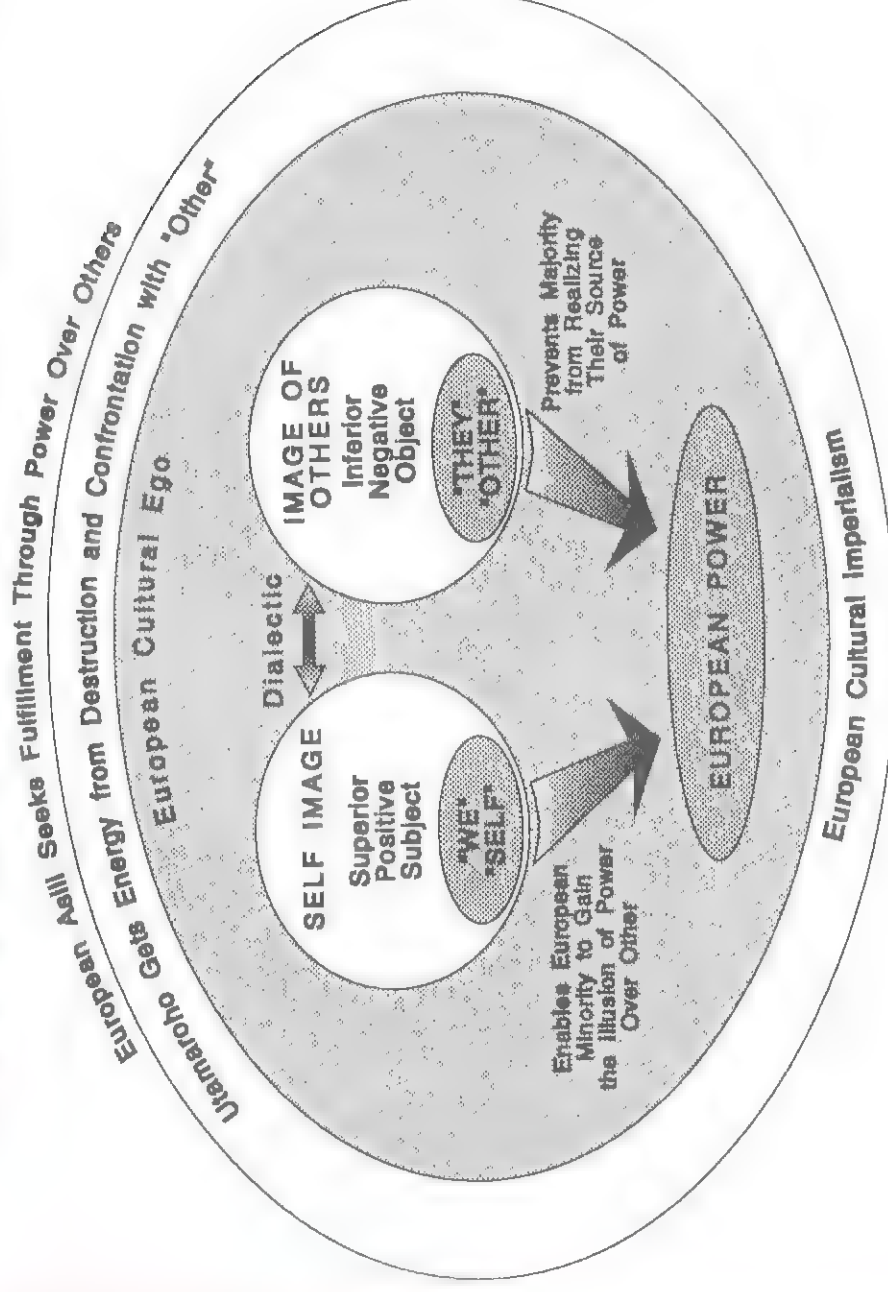 European Asili Seeks Fulfillment Through Power Over Others
Utamaroho Gets Energy from Destruction and Confrontation with "Other"
European Cultural Ego
Dialectic
SELF IMAGE
Superior
Positive
Subject
"WE"
"SELF"
IMAGE OF
OTHERS
Inferior
Negative
Object
"THEY"
"OTHER"
Enables European
Minority to Gain
the Illusion of Power
Over Other
Prevents Majority
from Realizing
Their Source
of Power
EUROPEAN POWER
European Cultural Imperialism